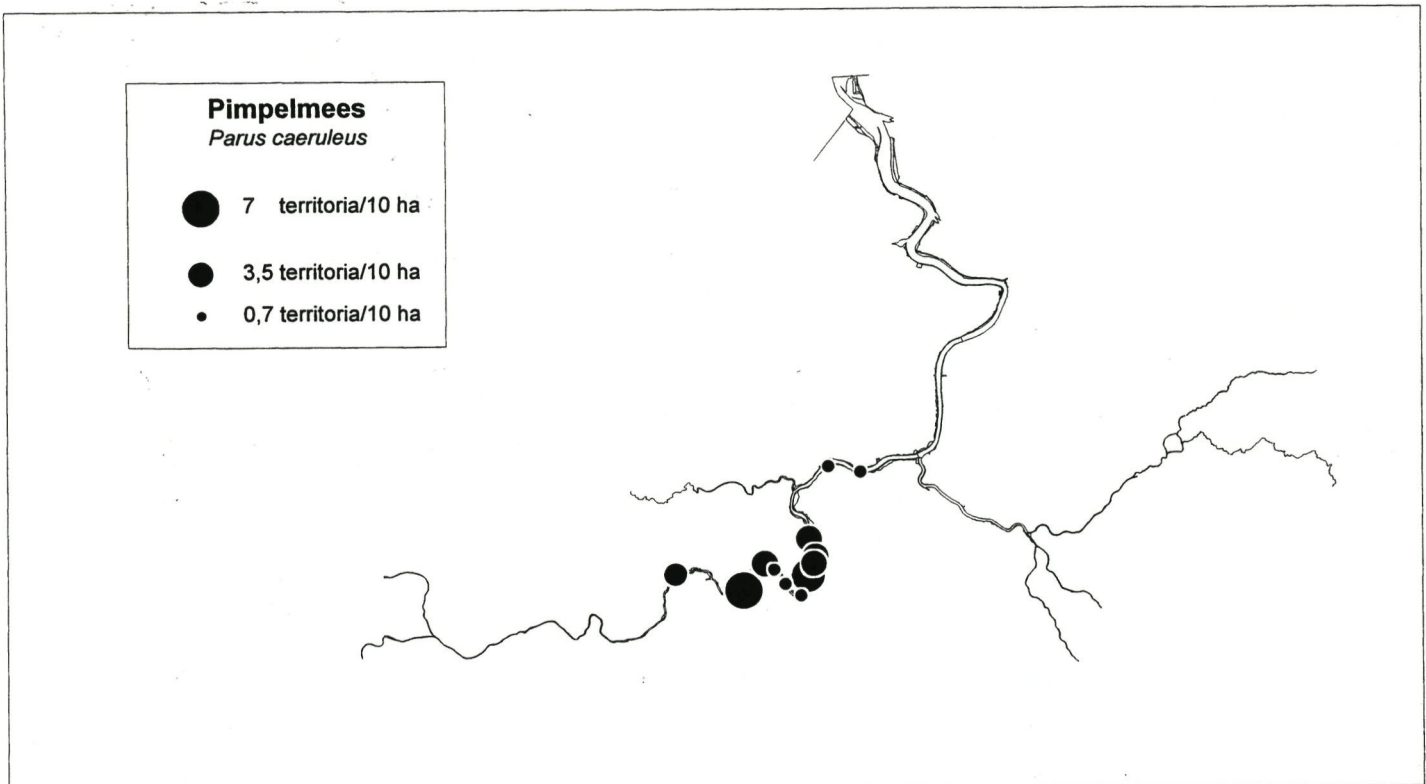 Pimpelmees
Parus caeruleus
7 territoria/10 ha
3,5 territoria/10 ha
0,7 territoria/10 ha